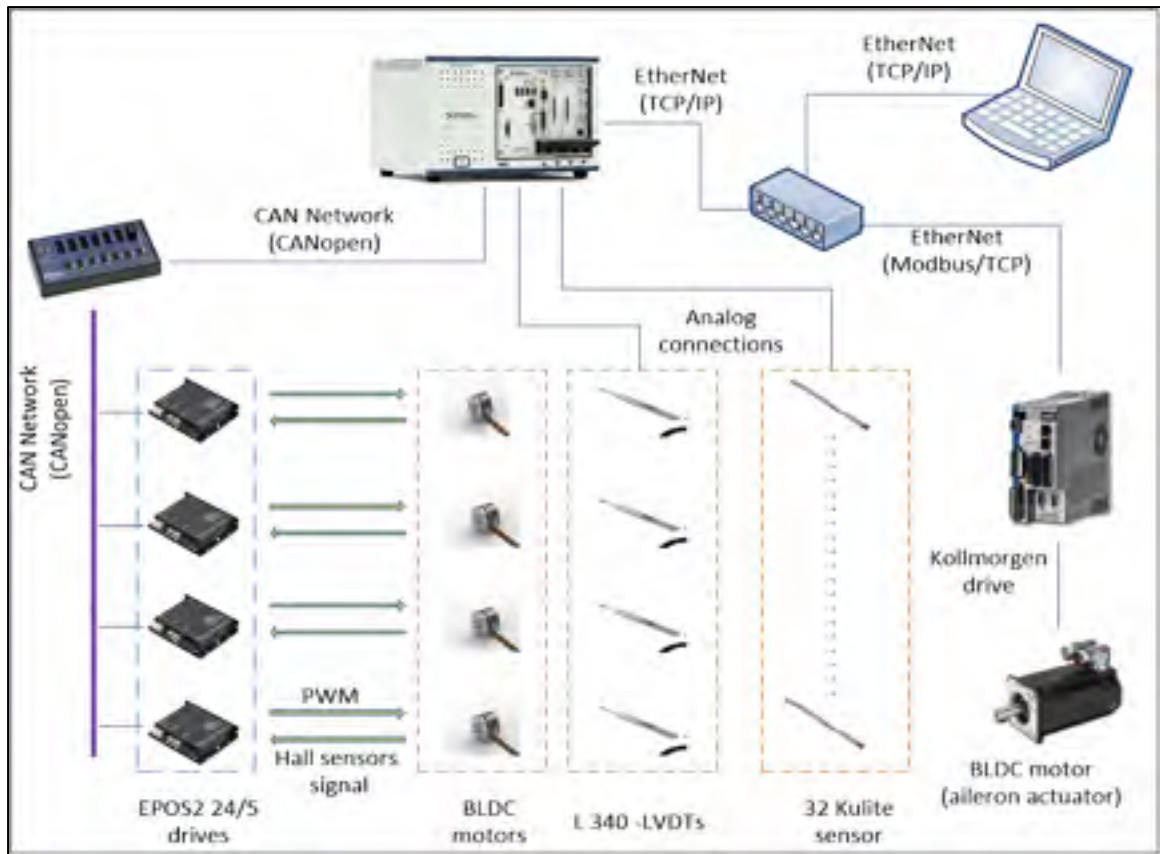 EtherNet
(TCP/IP)
EtherNet
(TCP/IP)
CAN Network
(CANopen)
EtherNet
(Modbus/TCP)
Analog
connections
CAN Network
(CANopen)
Kollmorgen
drive
PWM
Hall sensors
signal
BLDC motor
(aileron actuator)
EPOS2 24/5
drives
BLDC
motors
L 340 -LVDTs
32 Kulite
sensor